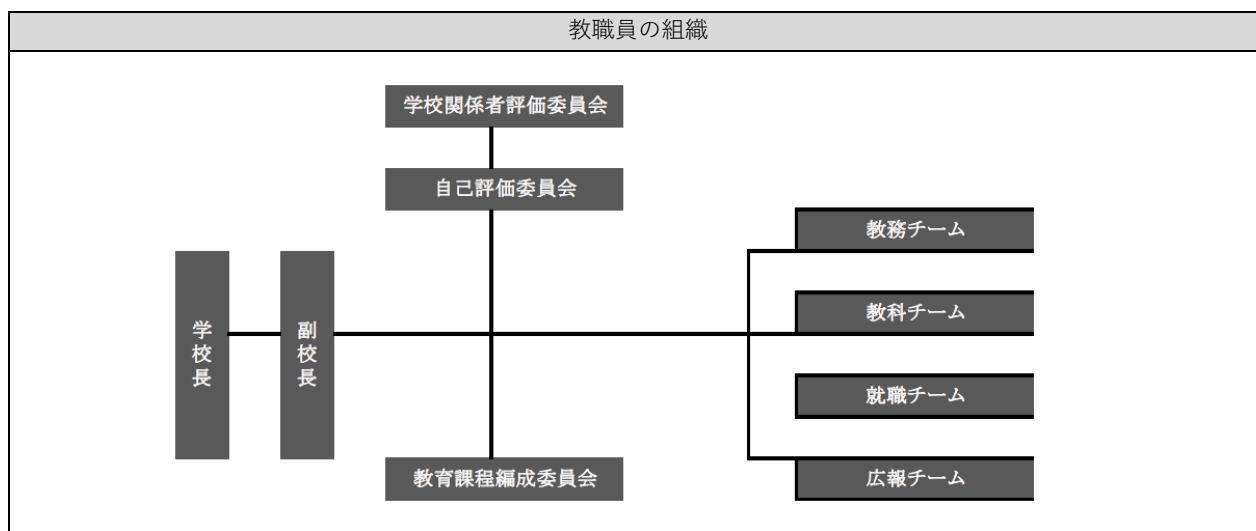 教職員の組織
学校関係者評価委員会
自己評価委員会
教務チーム
学校長
副校長
教科チーム
就職チーム
教育課程編成委員会
広報チーム